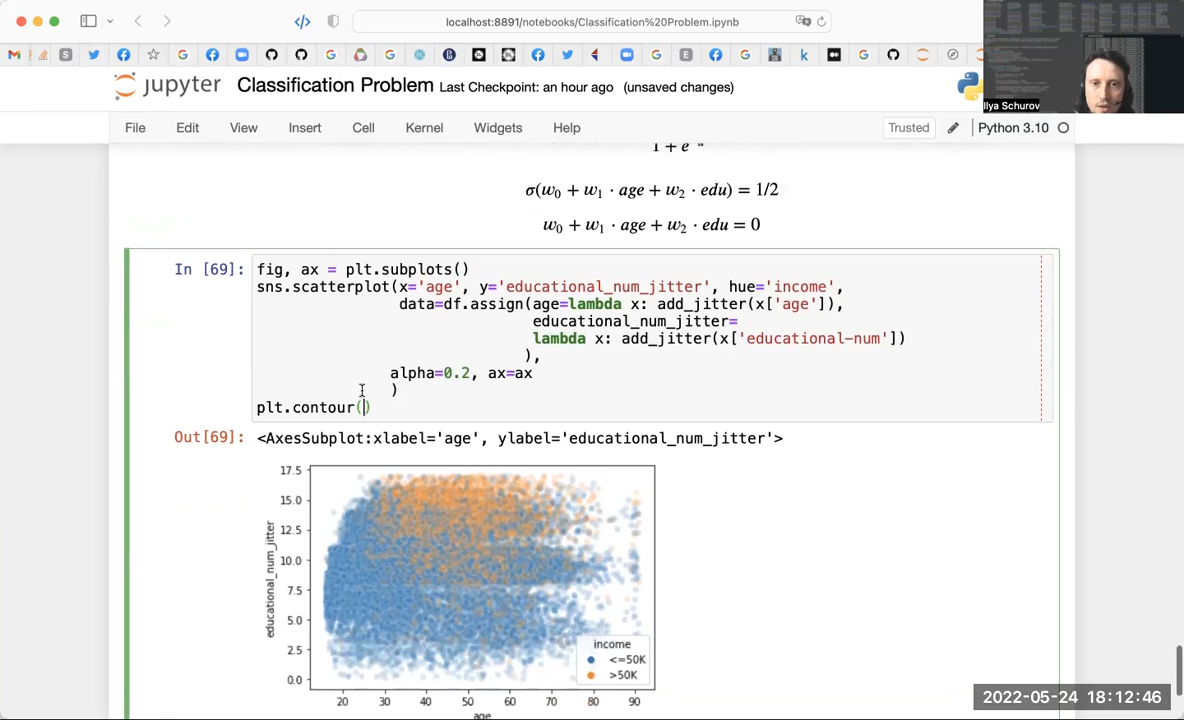 localhost:8891/notebooks/Classification%20Problem.ipynb
jupyter Classification Problem Last Checkpoint: an hour ago (unsaved changes)
Ilya Schurov
File Edit View Insert Cell Kernel Widgets Help Trusted Python 3.10
σ(w₀ + w₁ · age + w₂ · edu) = 1/2
w₀ + w₁ · age + w₂ · edu = 0
In [69]: fig, ax = plt.subplots()
sns.scatterplot(x='age', y='educational_num_jitter', hue='income',
data=df.assign(age=lambda x: add_jitter(x['age']),
educational_num_jitter=
lambda x: add_jitter(x['educational-num'])
),
alpha=0.2, ax=ax
)
plt.contour()
Out[69]: <AxesSubplot:xlabel='age', ylabel='educational_num_jitter'>
17.5
15.0
12.5
10.0
7.5
5.0
2.5
0.0
educational_num_jitter
income
<=50K
>50K
20 30 40 50 60 70 80 90
age
2022-05-24 18:12:46